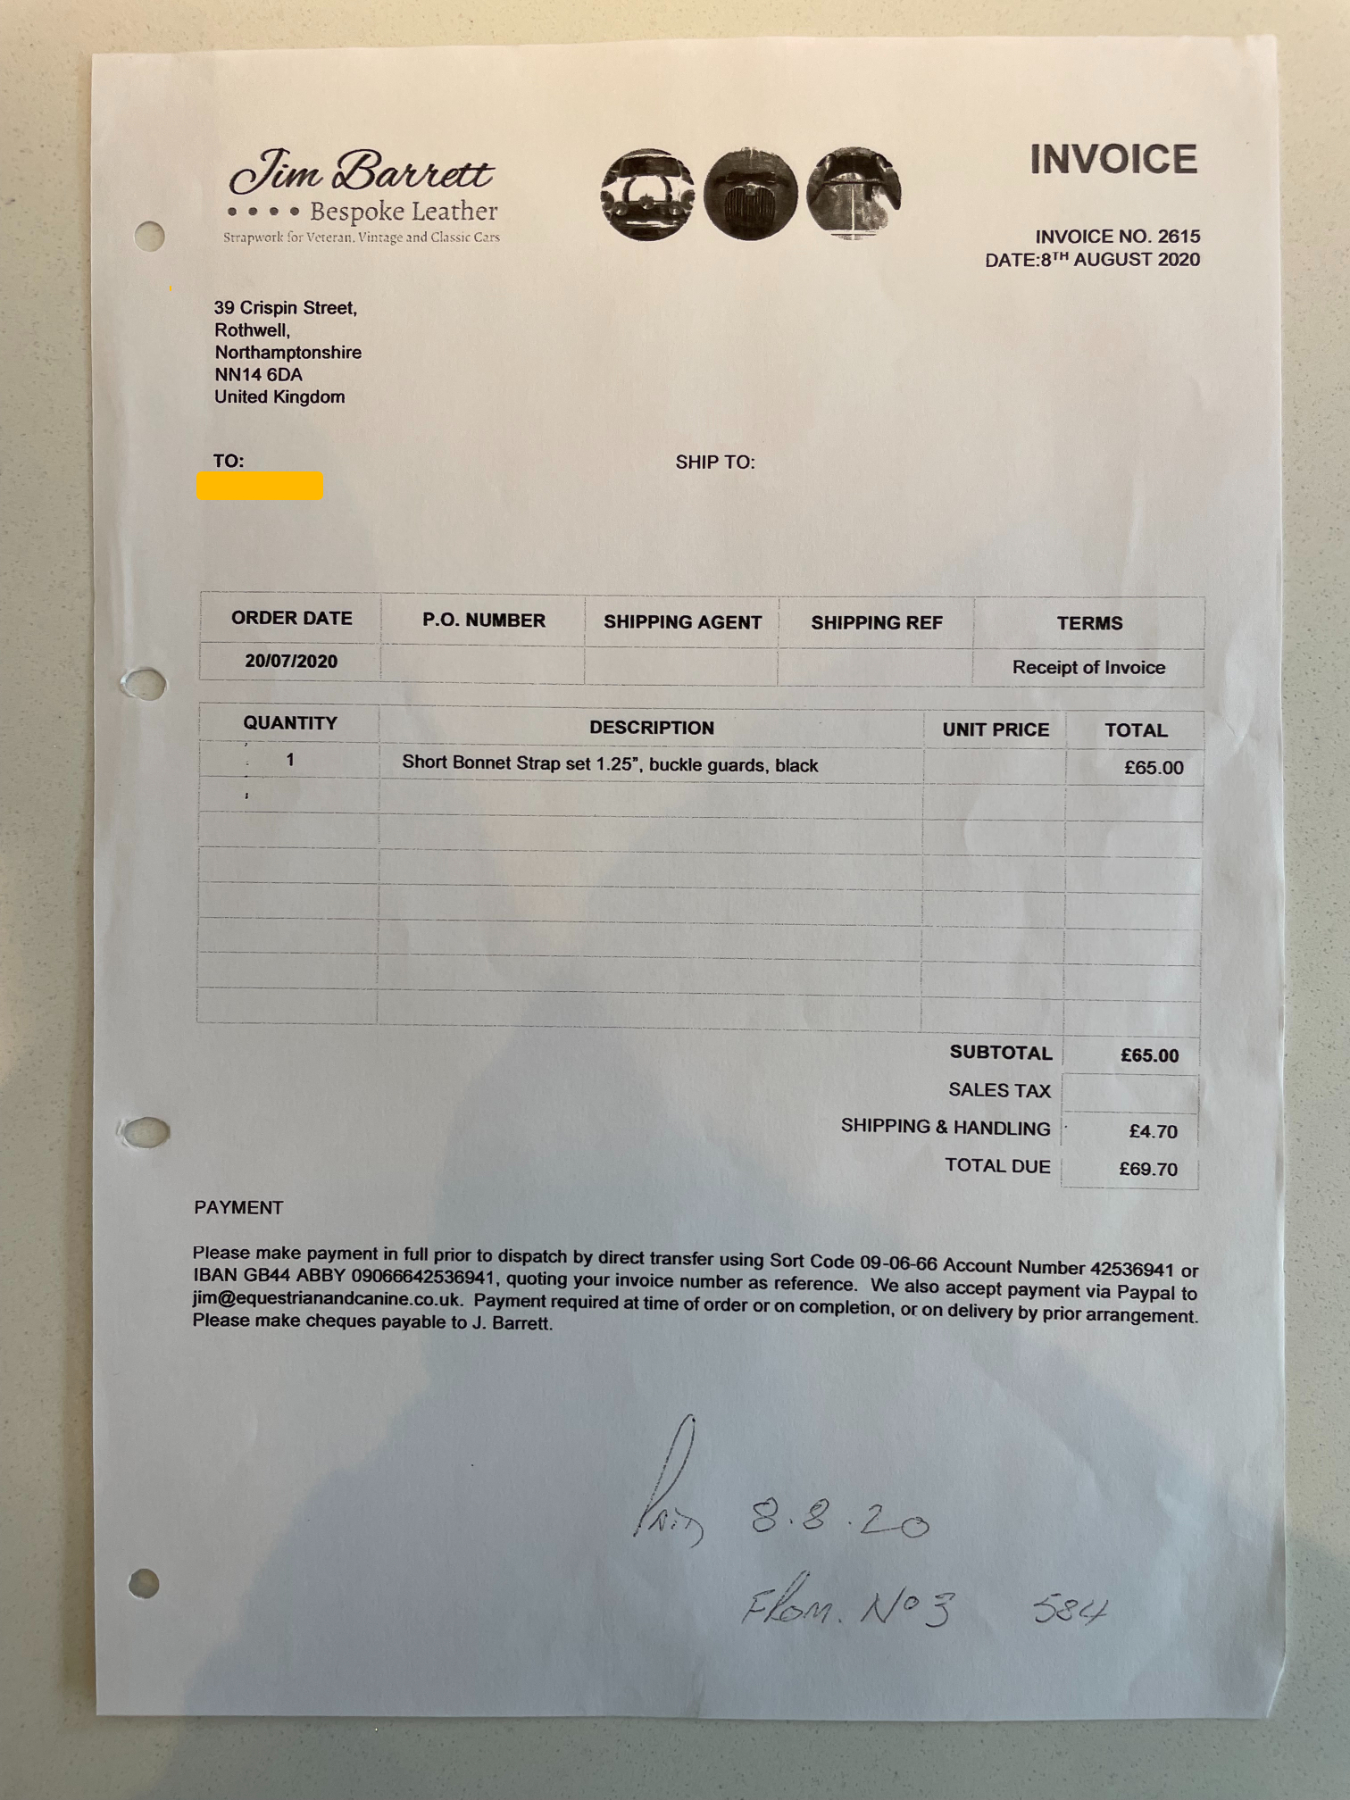 Jim Barrett
Bespoke Leather
Strapwork for Veteran, Vintage and Classic Cars
INVOICE
INVOICE NO. 2615
DATE:8TH AUGUST 2020
39 Crispin Street,
Rothwell,
Northamptonshire
NN14 6DA
United Kingdom
TO:
SHIP TO:
ORDER DATE P.O. NUMBER SHIPPING AGENT SHIPPING REF TERMS
20/07/2020 Receipt of Invoice
QUANTITY DESCRIPTION UNIT PRICE TOTAL
1 Short Bonnet Strap set 1.25", buckle guards, black £65.00
SUBTOTAL £65.00
SALES TAX
SHIPPING & HANDLING £4.70
TOTAL DUE £69.70
PAYMENT
Please make payment in full prior to dispatch by direct transfer using Sort Code 09-06-66 Account Number 42536941 or
IBAN GB44 ABBY 09066642536941, quoting your invoice number as reference. We also accept payment via Paypal to
jim@equestrianandcanine.co.uk. Payment required at time of order or on completion, or on delivery by prior arrangement.
Please make cheques payable to J. Barrett.
Paid 8.8.20
FROM. No 3 584